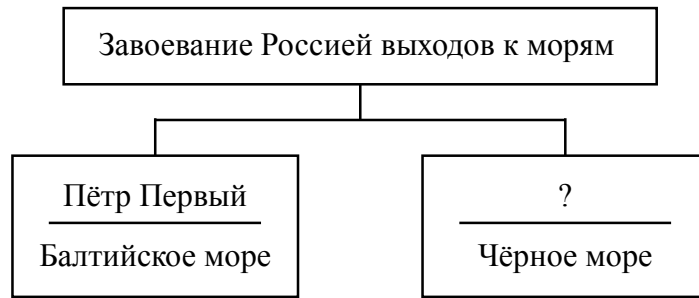 Завоевание Россией выходов к морям
Пётр Первый
Балтийское море
?
Чёрное море